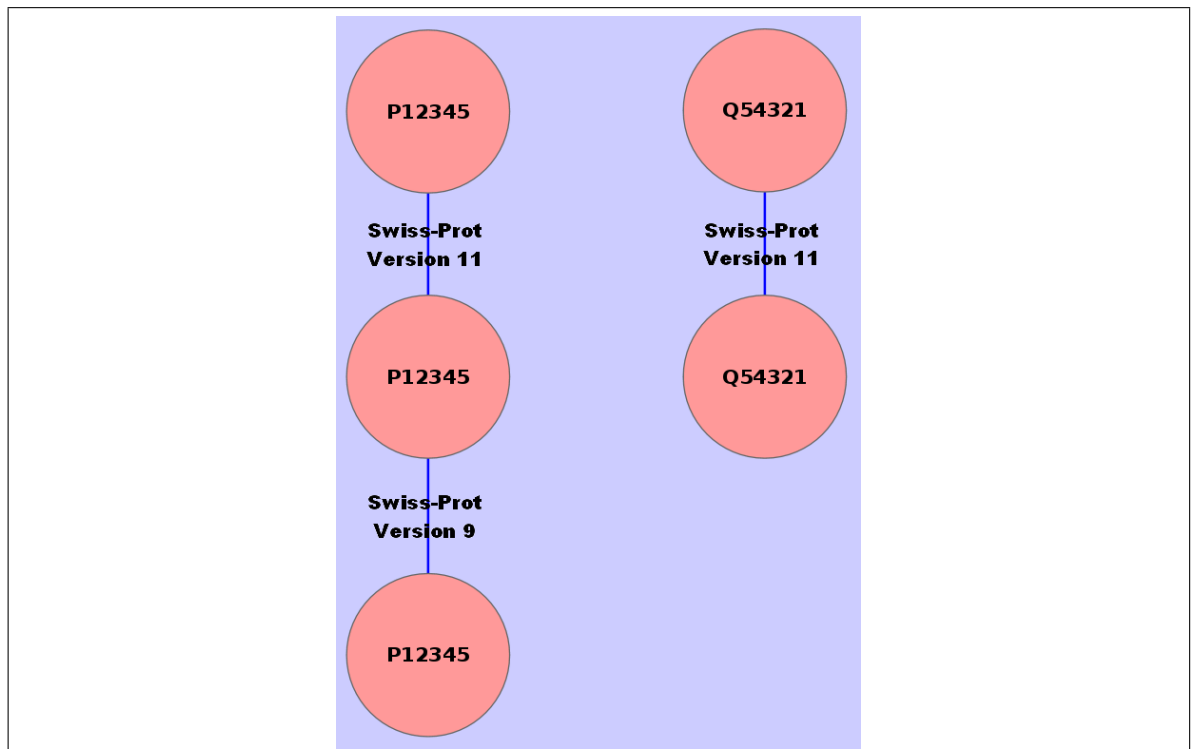 P12345
Q54321
Swiss-Prot
Version 11
Swiss-Prot
Version 11
P12345
Q54321
Swiss-Prot
Version 9
P12345